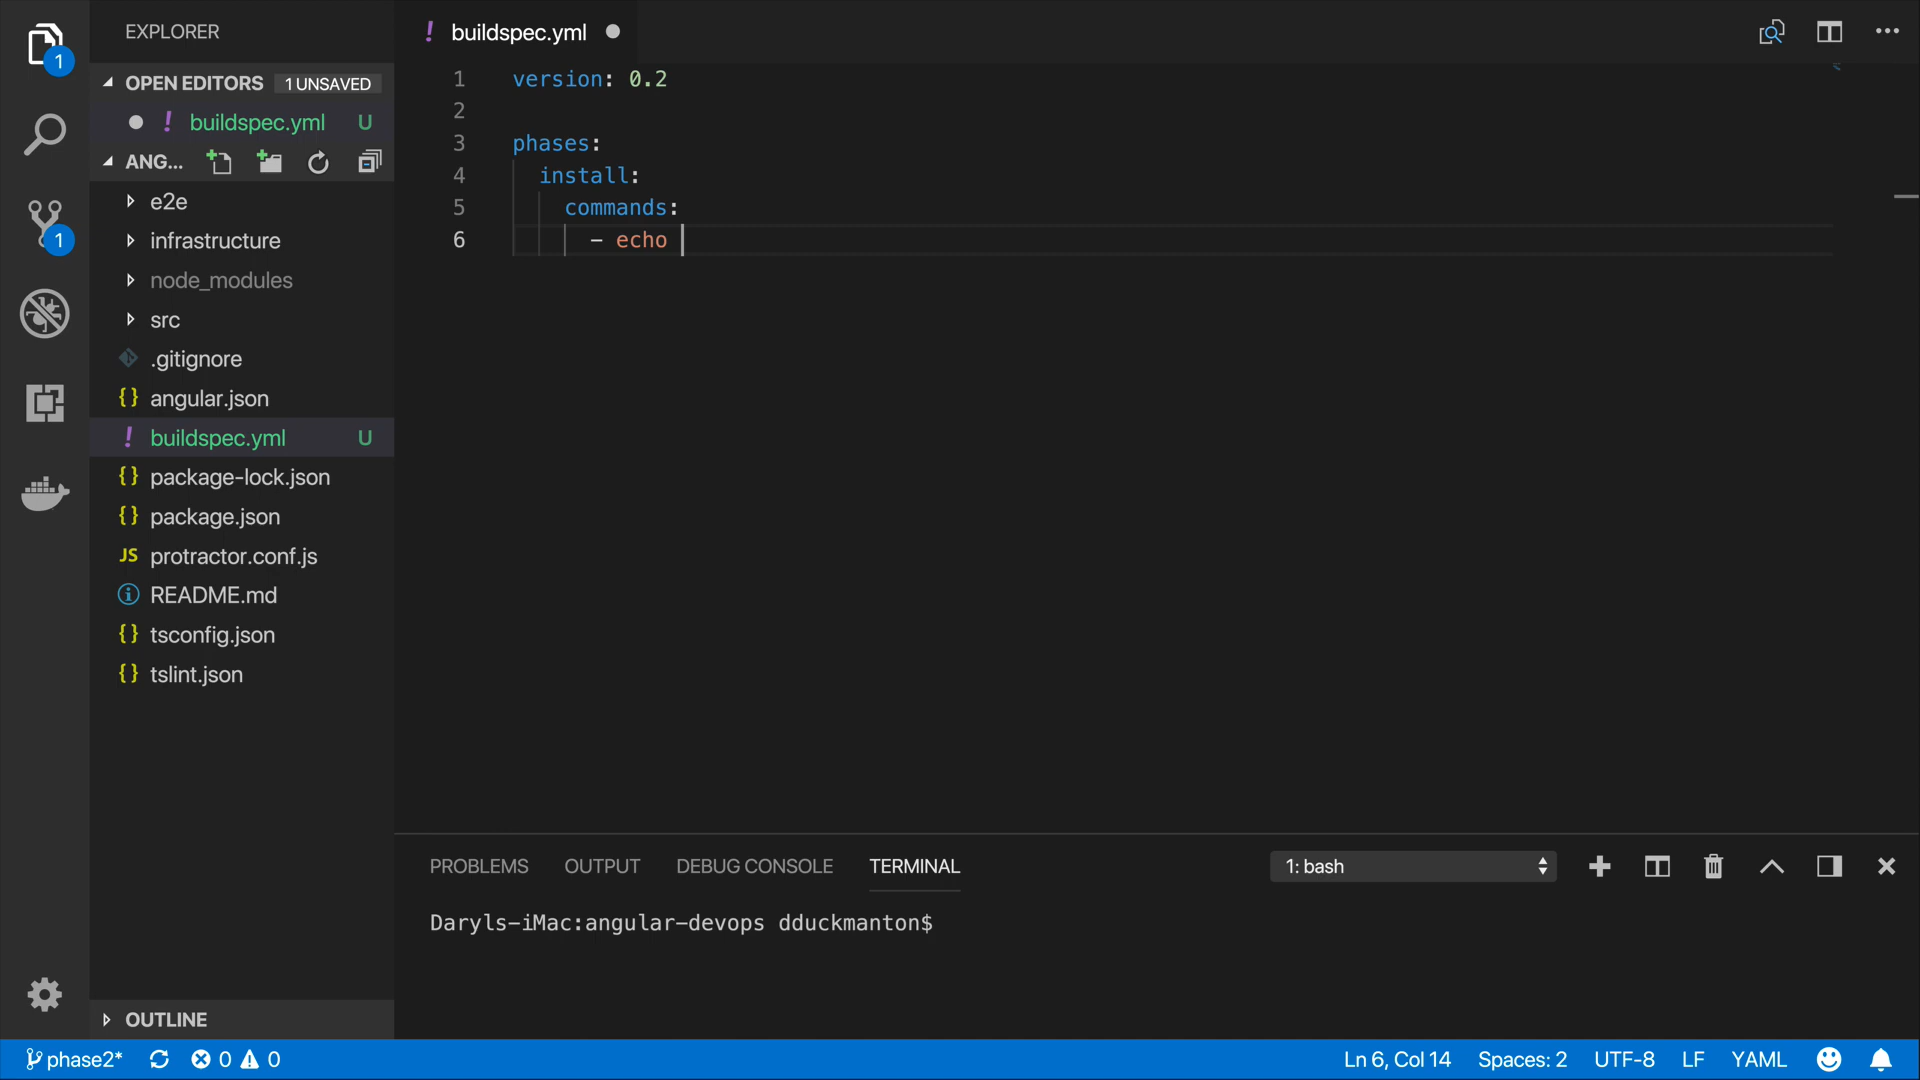 EXPLORER
OPEN EDITORS 1 UNSAVED
! buildspec.yml U
ANG...
e2e
infrastructure
node_modules
src
.gitignore
{} angular.json
! buildspec.yml U
{} package-lock.json
{} package.json
JS protractor.conf.js
README.md
{} tsconfig.json
{} tslint.json
OUTLINE
1
1
! buildspec.yml
1 version: 0.2
2
3 phases:
4 install:
5 commands:
6 - echo
PROBLEMS OUTPUT DEBUG CONSOLE TERMINAL 1: bash
Daryls-iMac:angular-devops dduckmanton$
phase2* 0 0 Ln 6, Col 14 Spaces: 2 UTF-8 LF YAML